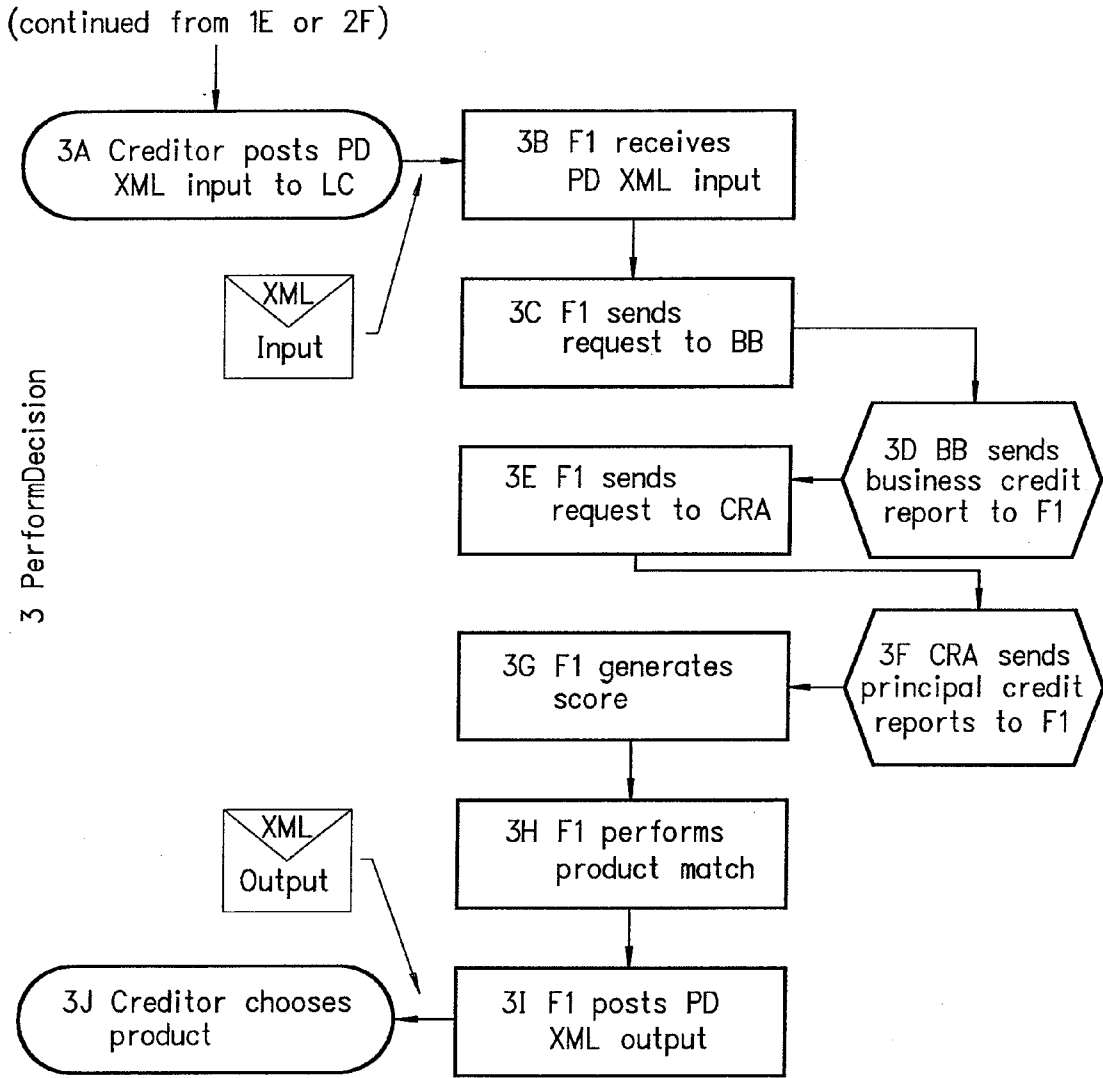 (continued from 1E or 2F)
3A Creditor posts PD
XML input to LC
3B F1 receives
PD XML input
XML
Input
3C F1 sends
request to BB
3 PerformDecision
3D BB sends
business credit
report to F1
3E F1 sends
request to CRA
3F CRA sends
principal credit
reports to F1
3G F1 generates
score
3H F1 performs
product match
XML
Output
3I F1 posts PD
XML output
3J Creditor chooses
product